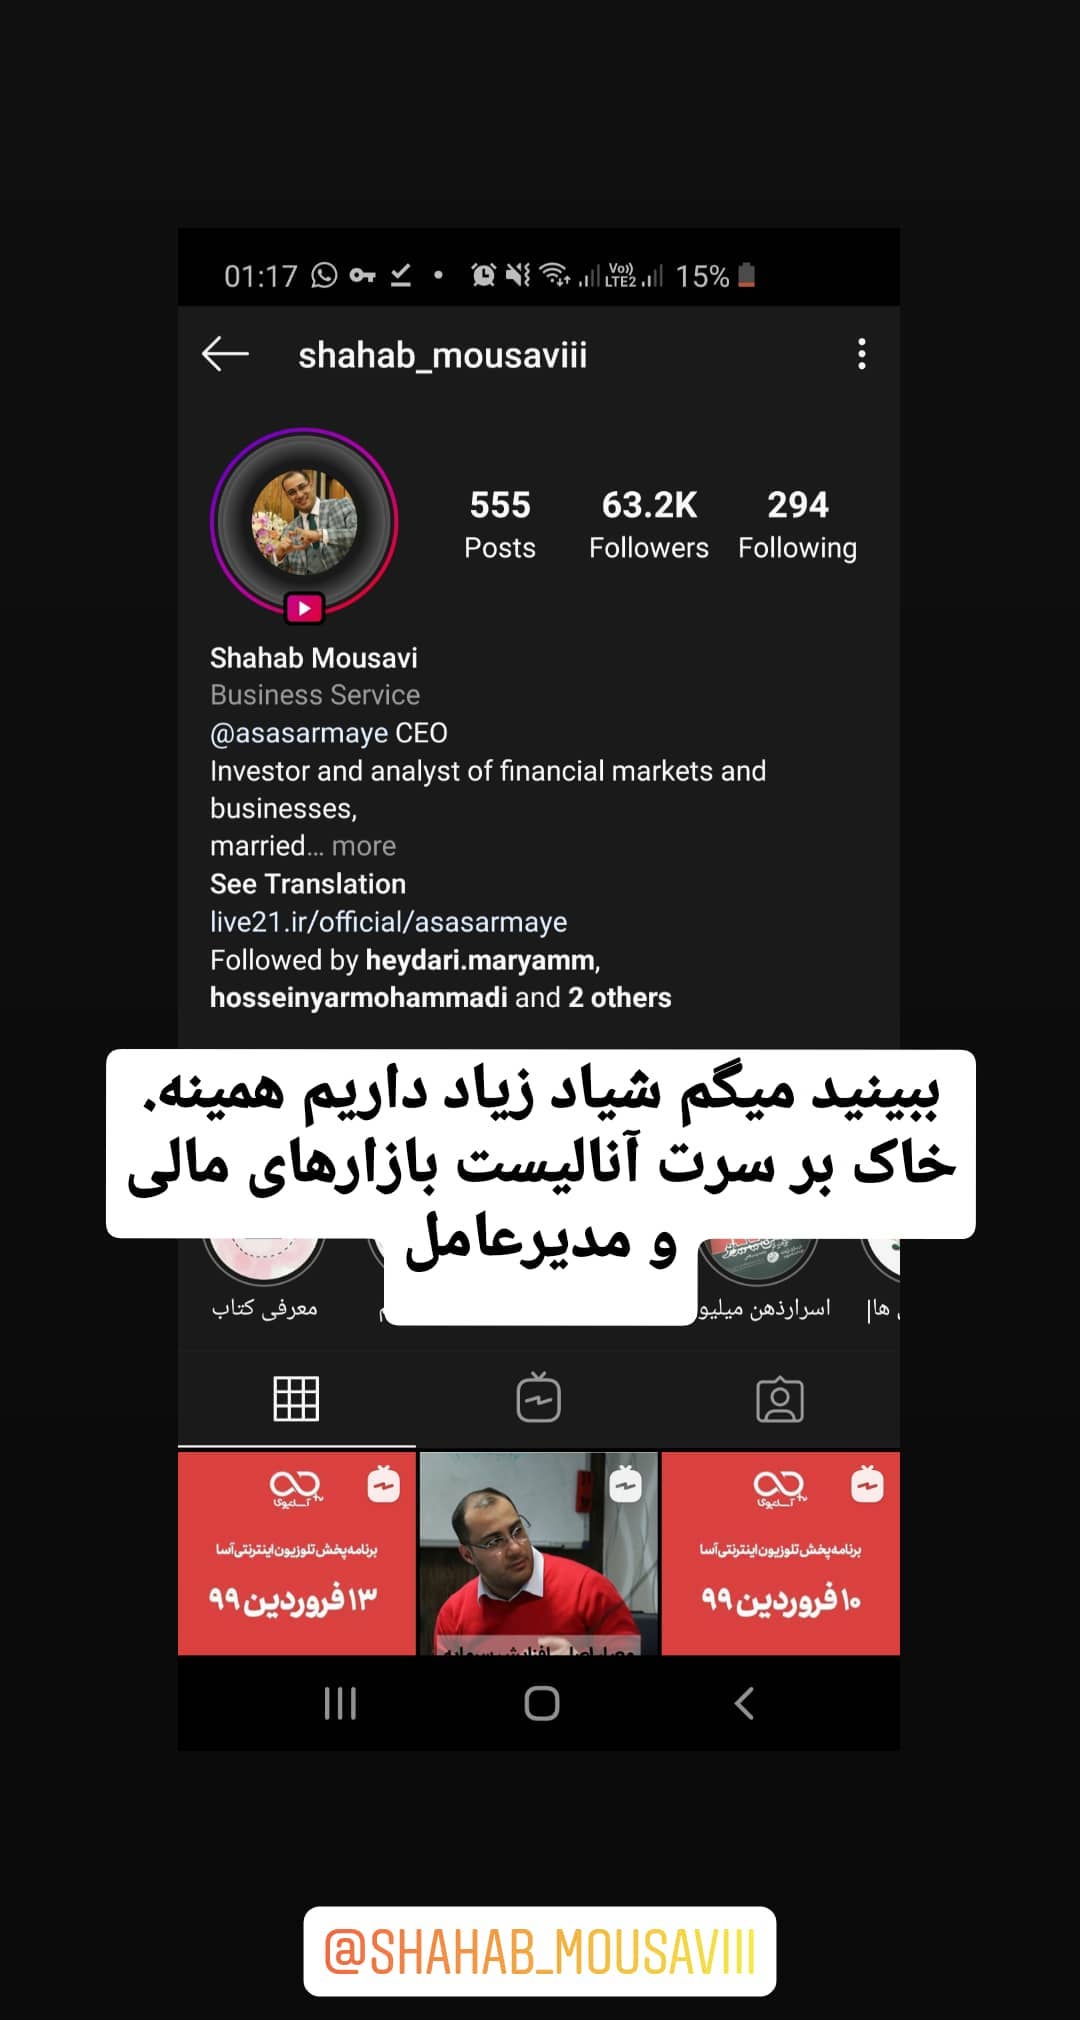 01:17
Vo))
LTE2
15%
shahab_mousaviii
555
63.2K
294
Posts
Followers
Following
Shahab Mousavi
Business Service
@asasarmaye CEO
Investor and analyst of financial markets and
businesses,
married... more
See Translation
live21.ir/official/asasarmaye
Followed by heydari.maryamm,
hosseinyarmohammadi and 2 others
ببینید میگم شیاد زیاد داریم همینه.
خاک بر سرت آنالیست بازارهای مالی
و مدیرعامل
معرفی کتاب
اسرارذهن میلیو
ها|
برنامه پخش تلوزیون اینترنتی آسا
۱۳ فروردین ۹۹
برنامه پخش تلوزیون اینترنتی آسا
۱۰ فروردین ۹۹
@SHAHAB_MOUSAVIII